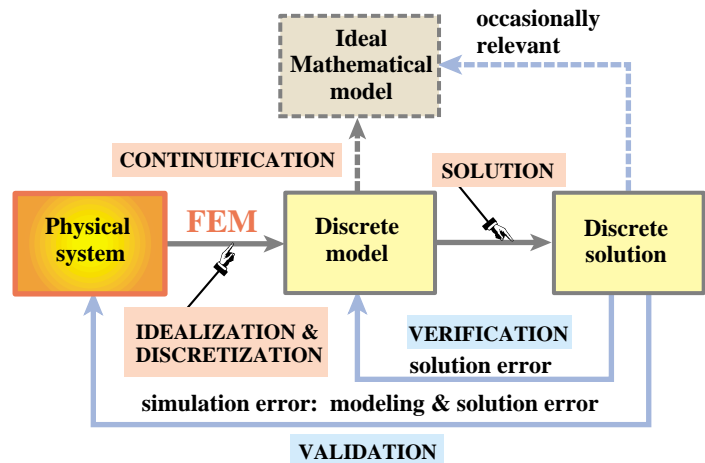 occasionally
relevant
Ideal
Mathematical
model
CONTINUIFICATION
SOLUTION
Physical
system
FEM
Discrete
model
Discrete
solution
IDEALIZATION &
DISCRETIZATION
VERIFICATION
solution error
simulation error: modeling & solution error
VALIDATION